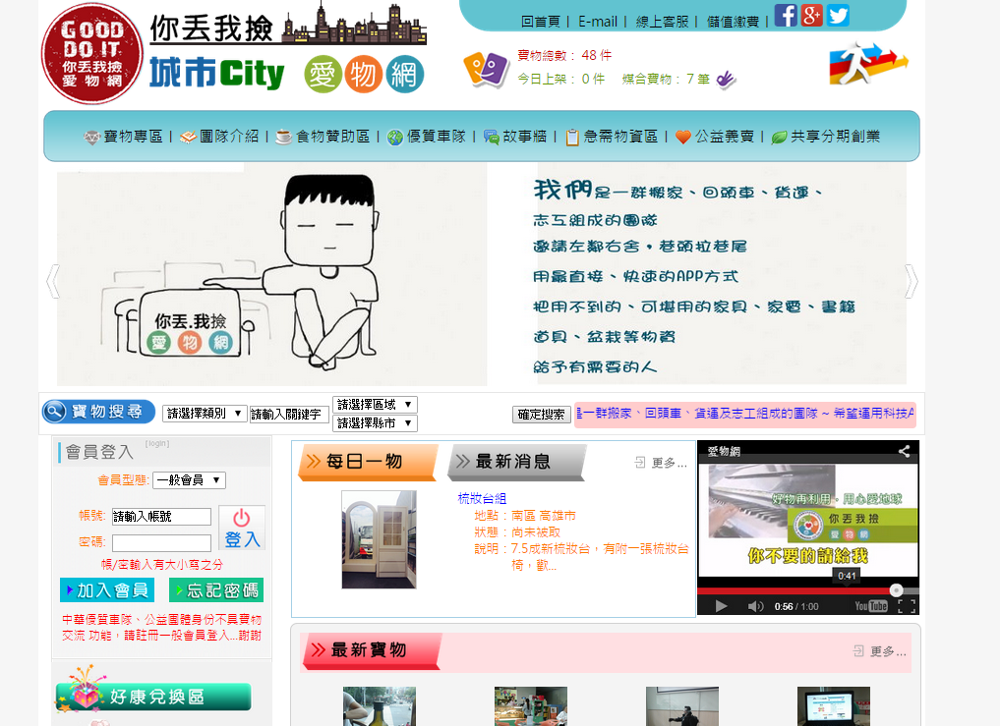 GOOD
DO IT
你丟我撿
愛物網
你丟我撿
城市City 愛物網
回首頁 | E-mail | 線上客服 | 儲值繳費 |
寶物總數： 48 件
今日上架： 0 件 媒合寶物： 7 筆
寶物專區 | 團隊介紹 | 食物贊助區 | 優質車隊 | 故事牆 | 急需物資區 | 公益義賣 | 共享分期創業
你丟.我撿
愛物網
我們是一群搬家、回頭車、貨運、
志互組成的團隊
邀請左鄰右舍，巷頭拉巷尾
用最直接、快速的APP方式
把用不到的、可堪用的家具、家電、書籍
道具、盆栽等物資
給予有需要的人
寶物搜尋 請選擇類別 請輸入關鍵字 請選擇區域 請選擇縣市 確定搜索 一群搬家、回頭車、貨運及志工組成的團隊 ~ 希望運用科技A
會員登入 [login]
會員型態: 一般會員
帳號: 請輸入帳號
密碼:
登入
帳/密輸入有大小寫之分
加入會員 忘記密碼
中華優質車隊、公益團體身份不具寶物
交流 功能，請註冊一般會員登入...謝謝
好康兌換區
每日一物 最新消息 更多...
梳妝台組
地點：南區 高雄市
狀態：尚未被取
說明：7.5成新梳妝台，有附一張梳妝台
椅，歡...
愛物網
好物再利用，用心愛地球
你丟我撿
愛物網
你不要的請給我
0:41
0:56 / 1:00 YouTube
最新寶物 更多...